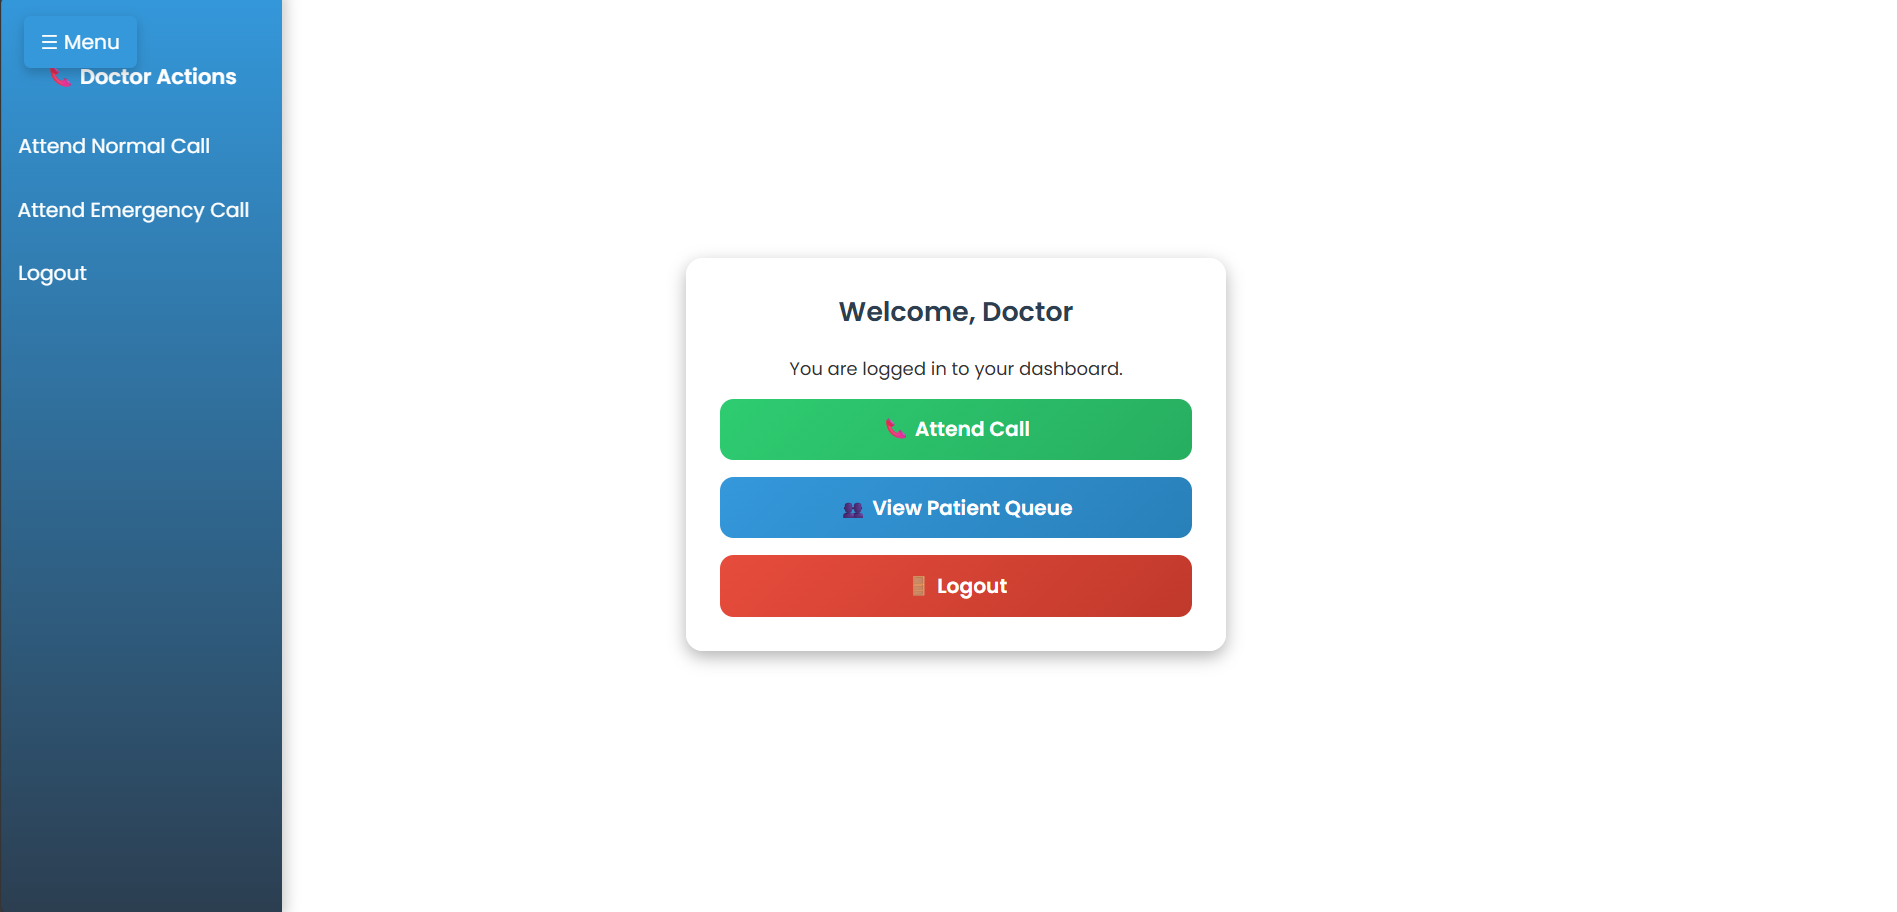 ☰ Menu
📞 Doctor Actions
Attend Normal Call
Attend Emergency Call
Logout
Welcome, Doctor
You are logged in to your dashboard.
📞 Attend Call
👥 View Patient Queue
🚪 Logout